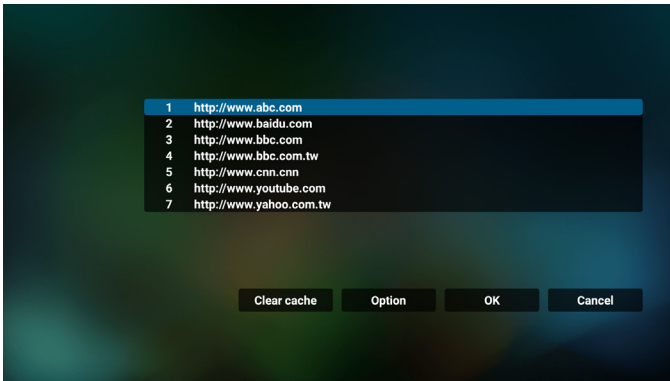 1 http://www.abc.com
2 http://www.baidu.com
3 http://www.bbc.com
4 http://www.bbc.com.tw
5 http://www.cnn.cnn
6 http://www.youtube.com
7 http://www.yahoo.com.tw
Clear cache Option OK Cancel